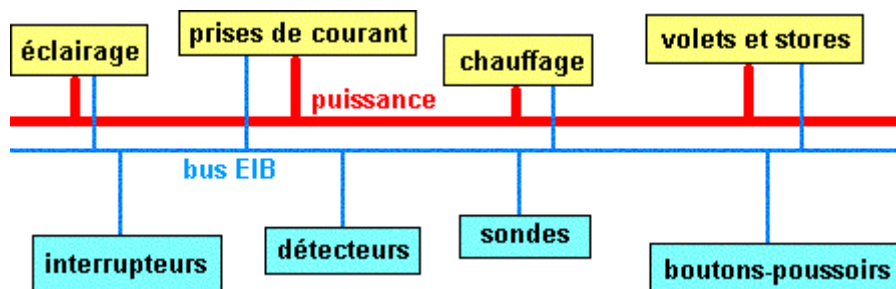 éclairage
prises de courant
chauffage
volets et stores
puissance
bus EIB
interrupteurs
détecteurs
sondes
boutons-poussoirs